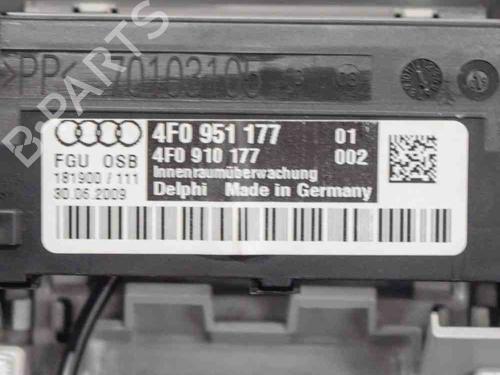 >PP< 70103105
4F0 951 177 01
4F0 910 177 002
Innenraumüberwachung
Delphi Made in Germany
FGU OSB
181900 / 111
30.06.2009
B-PARTS